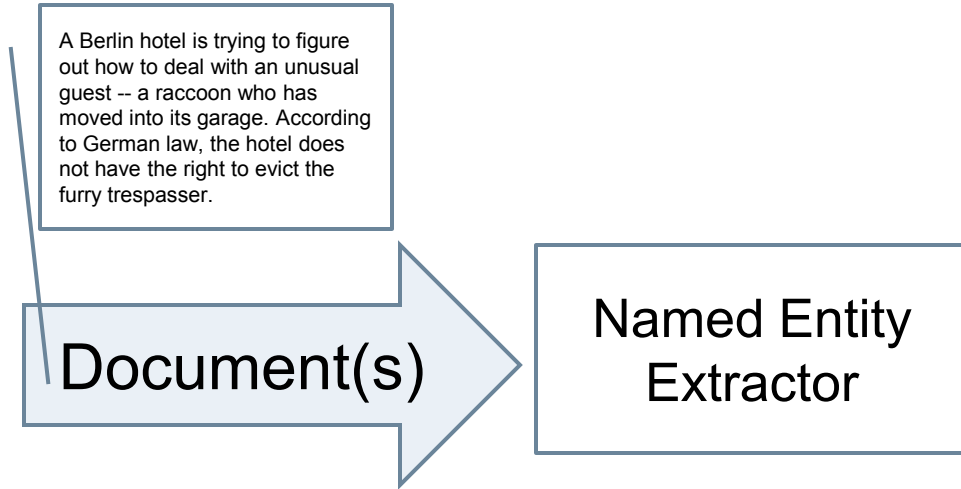 A Berlin hotel is trying to figure
out how to deal with an unusual
guest -- a raccoon who has
moved into its garage. According
to German law, the hotel does
not have the right to evict the
furry trespasser.
Document(s)
Named Entity
Extractor